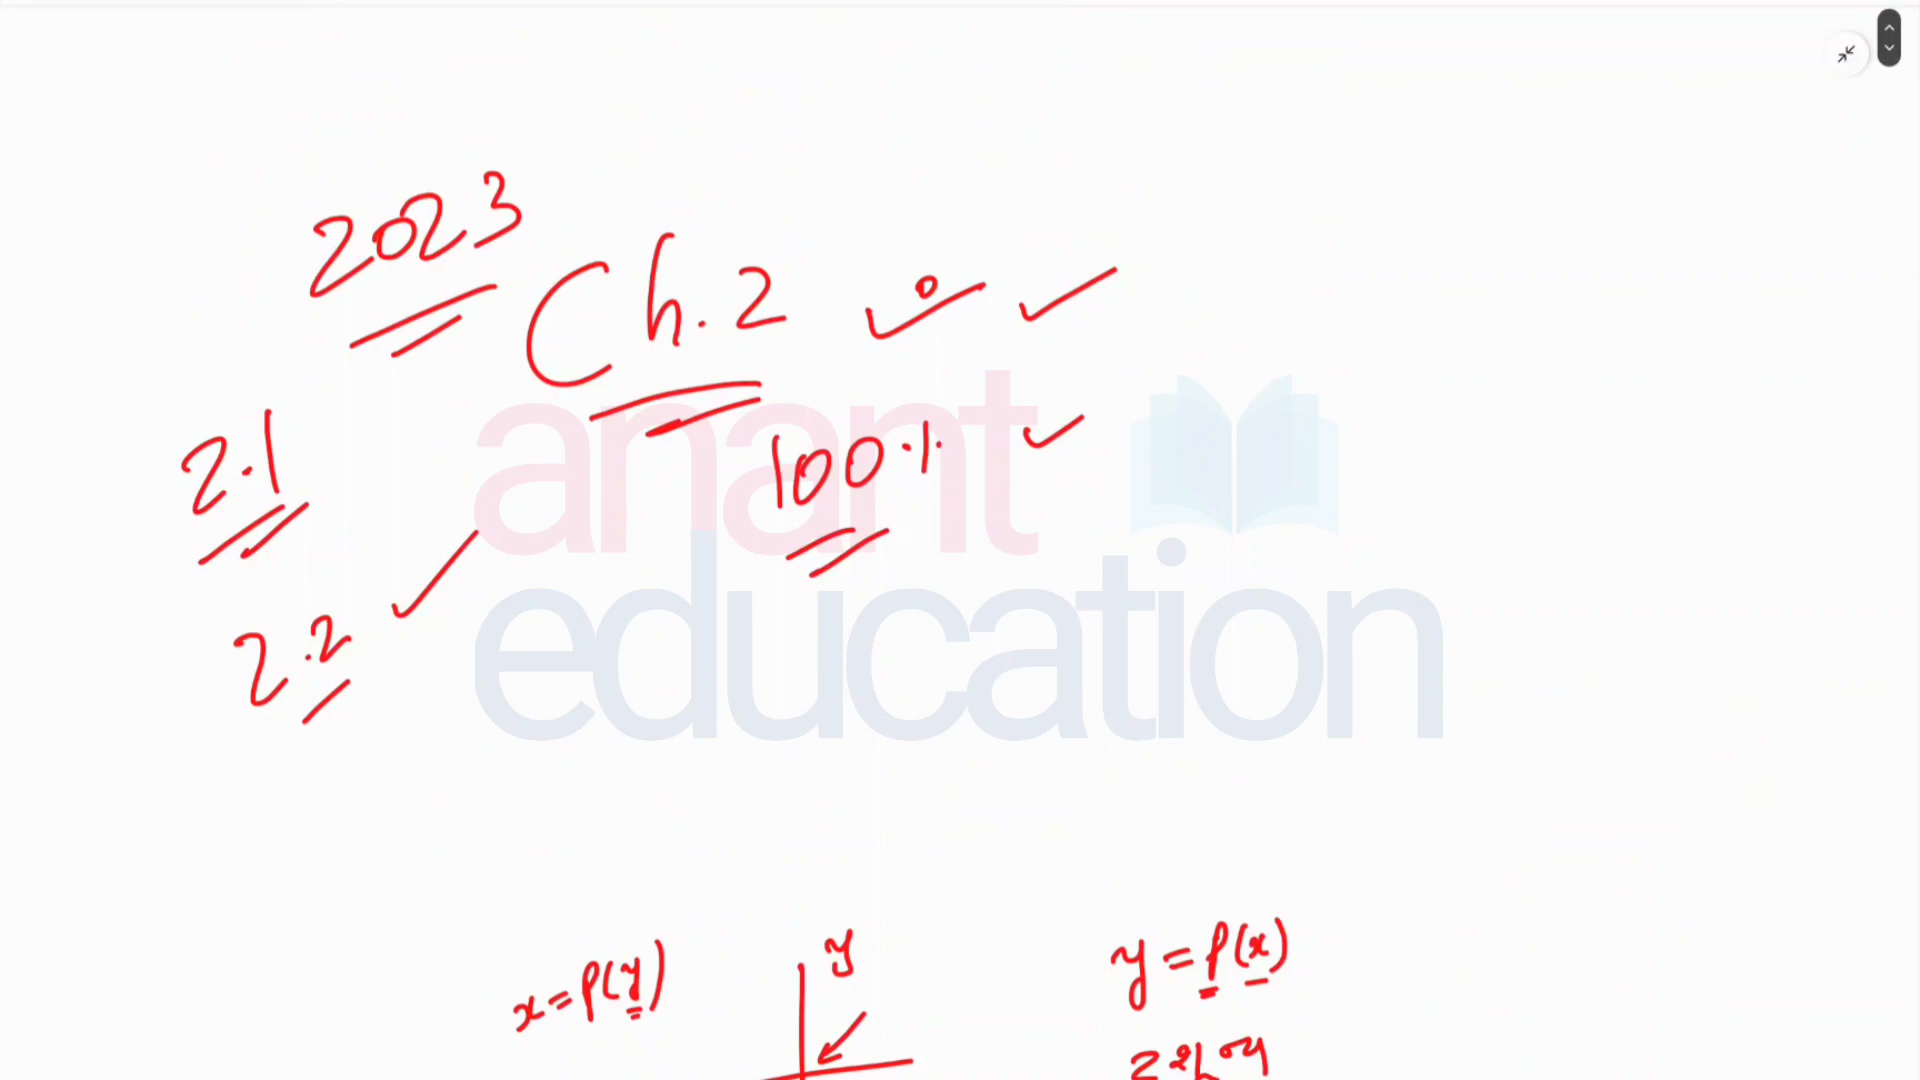 2023
Ch.2
2.1
100%
2.2
anant
education
x=p(y)
y
y=p(x)